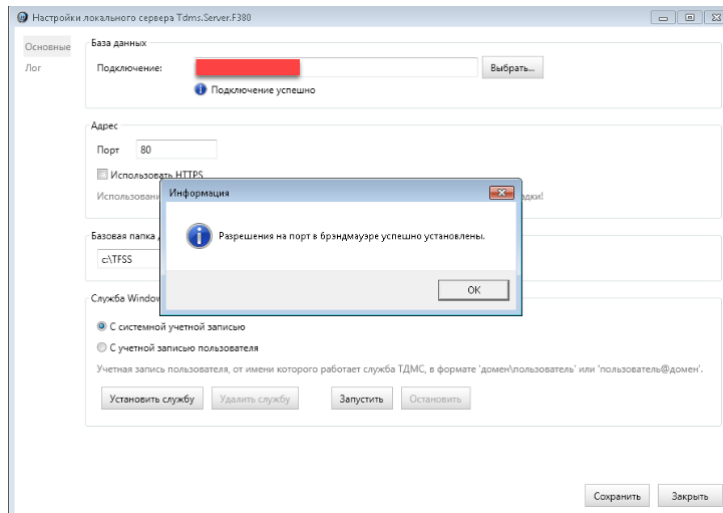 Настройки локального сервера Tdms.Server.F380
Основные
Лог
База данных
Подключение:
Выбрать...
Подключение успешно
Адрес
Порт 80
Использовать HTTPS
Информация
Разрешения на порт в брэндмауэре успешно установлены.
OK
Базовая папка
c:\TFSS
Служба Window
С системной учетной записью
С учетной записью пользователя
Учетная запись пользователя, от имени которого работает служба ТДМС, в формате 'домен\пользователь' или 'пользователь@домен'.
Установить службу Удалить службу Запустить Остановить
Сохранить Закрыть